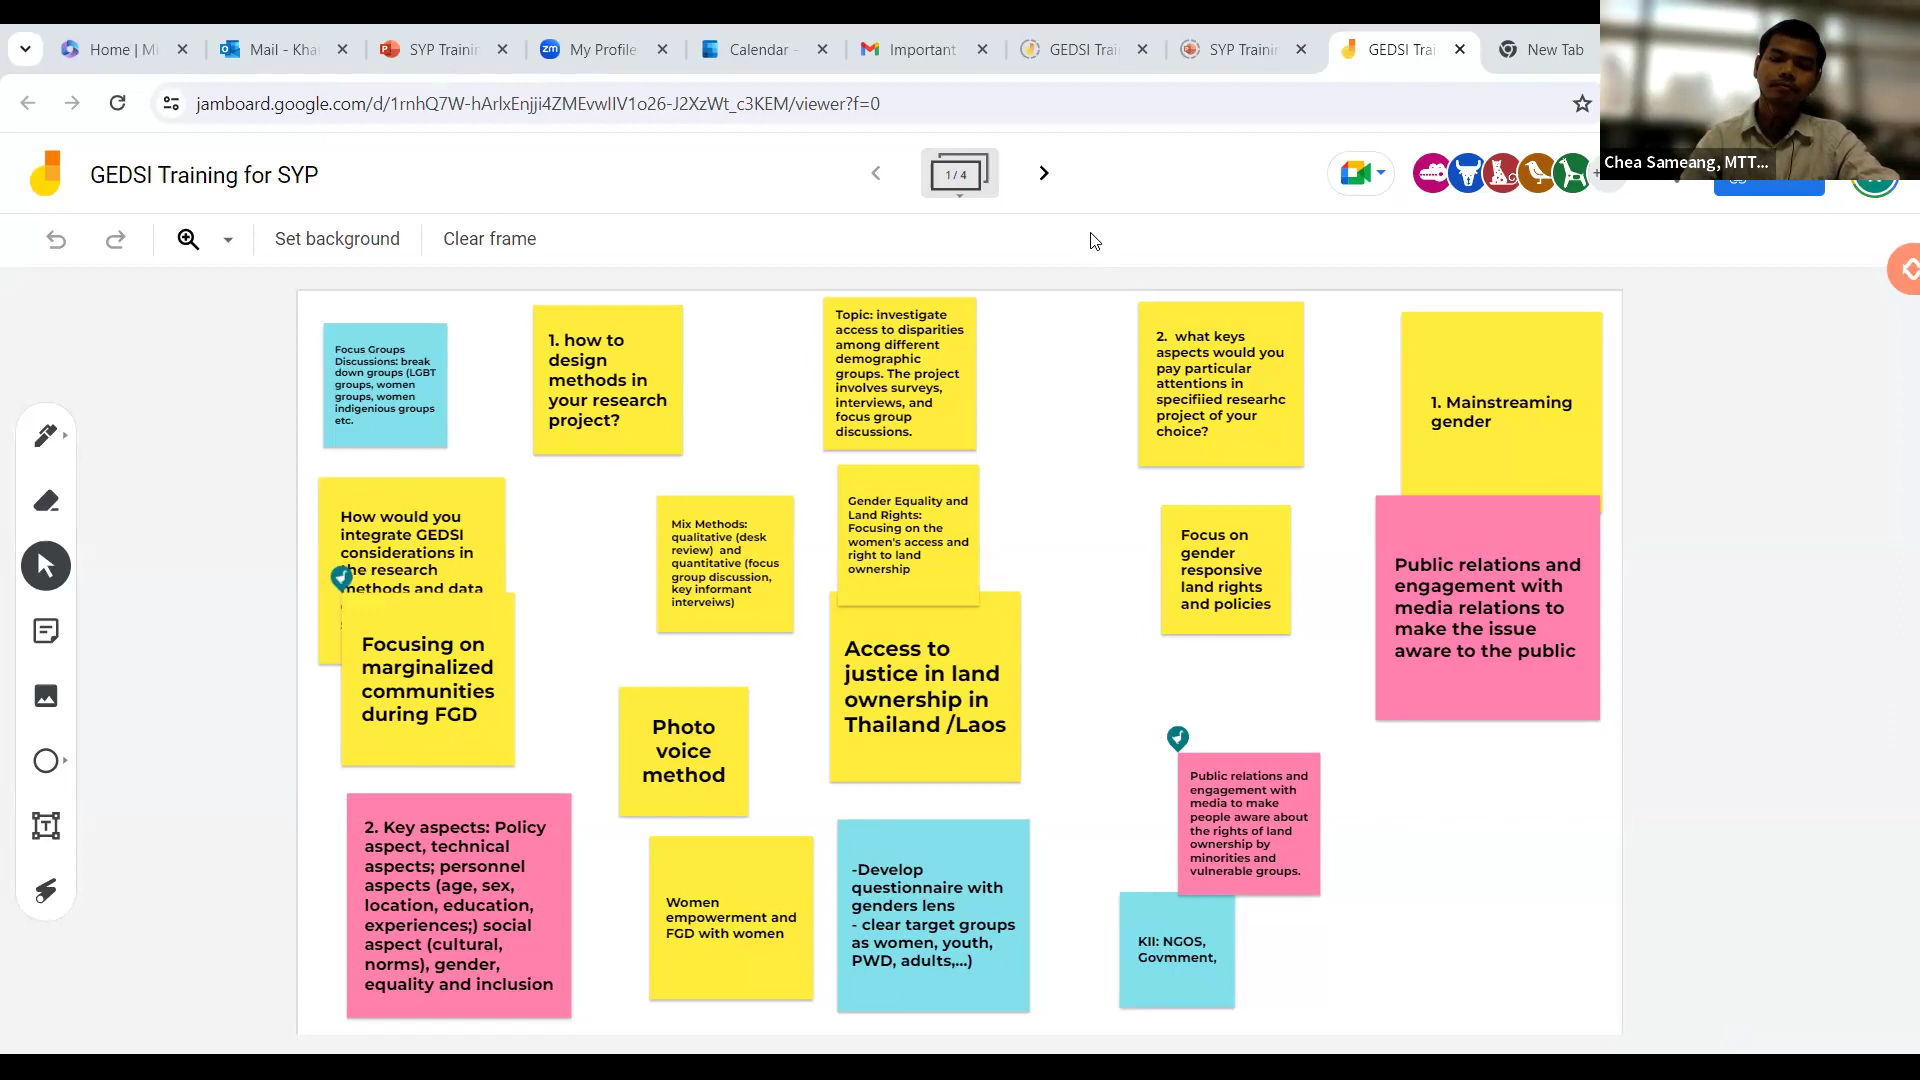 Home | Mi
Mail - Kha
SYP Trainin
zm
My Profile
Calendar -
Important
GEDSI Trai
SYP Trainin
GEDSI Trai
New Tab
jamboard.google.com/d/1rnhQ7W-hArlxEnjji4ZMEvwIIV1o26-J2XzWt_c3KEM/viewer?f=0
Chea Sameang, MTT...
GEDSI Training for SYP
1 / 4
Set background
Clear frame
Focus Groups
Discussions: break
down groups (LGBT
groups, women
groups, women
indigenious groups
etc.
1. how to
design
methods in
your research
project?
Topic: investigate
access to disparities
among different
demographic
groups. The project
involves surveys,
interviews, and
focus group
discussions.
2. what keys
aspects would you
pay particular
attentions in
specifiied researhc
project of your
choice?
1. Mainstreaming
gender
How would you
integrate GEDSI
considerations in
the research
methods and data
Mix Methods:
qualitative (desk
review) and
quantitative (focus
group discussion,
key informant
interveiws)
Gender Equality and
Land Rights:
Focusing on the
women's access and
right to land
ownership
Focus on
gender
responsive
land rights
and policies
Public relations and
engagement with
media relations to
make the issue
aware to the public
Focusing on
marginalized
communities
during FGD
Photo
voice
method
Access to
justice in land
ownership in
Thailand /Laos
Public relations and
engagement with
media to make
people aware about
the rights of land
ownership by
minorities and
vulnerable groups.
2. Key aspects: Policy
aspect, technical
aspects; personnel
aspects (age, sex,
location, education,
experiences;) social
aspect (cultural,
norms), gender,
equality and inclusion
Women
empowerment and
FGD with women
-Develop
questionnaire with
genders lens
- clear target groups
as women, youth,
PWD, adults,...)
KII: NGOS,
Govmment,